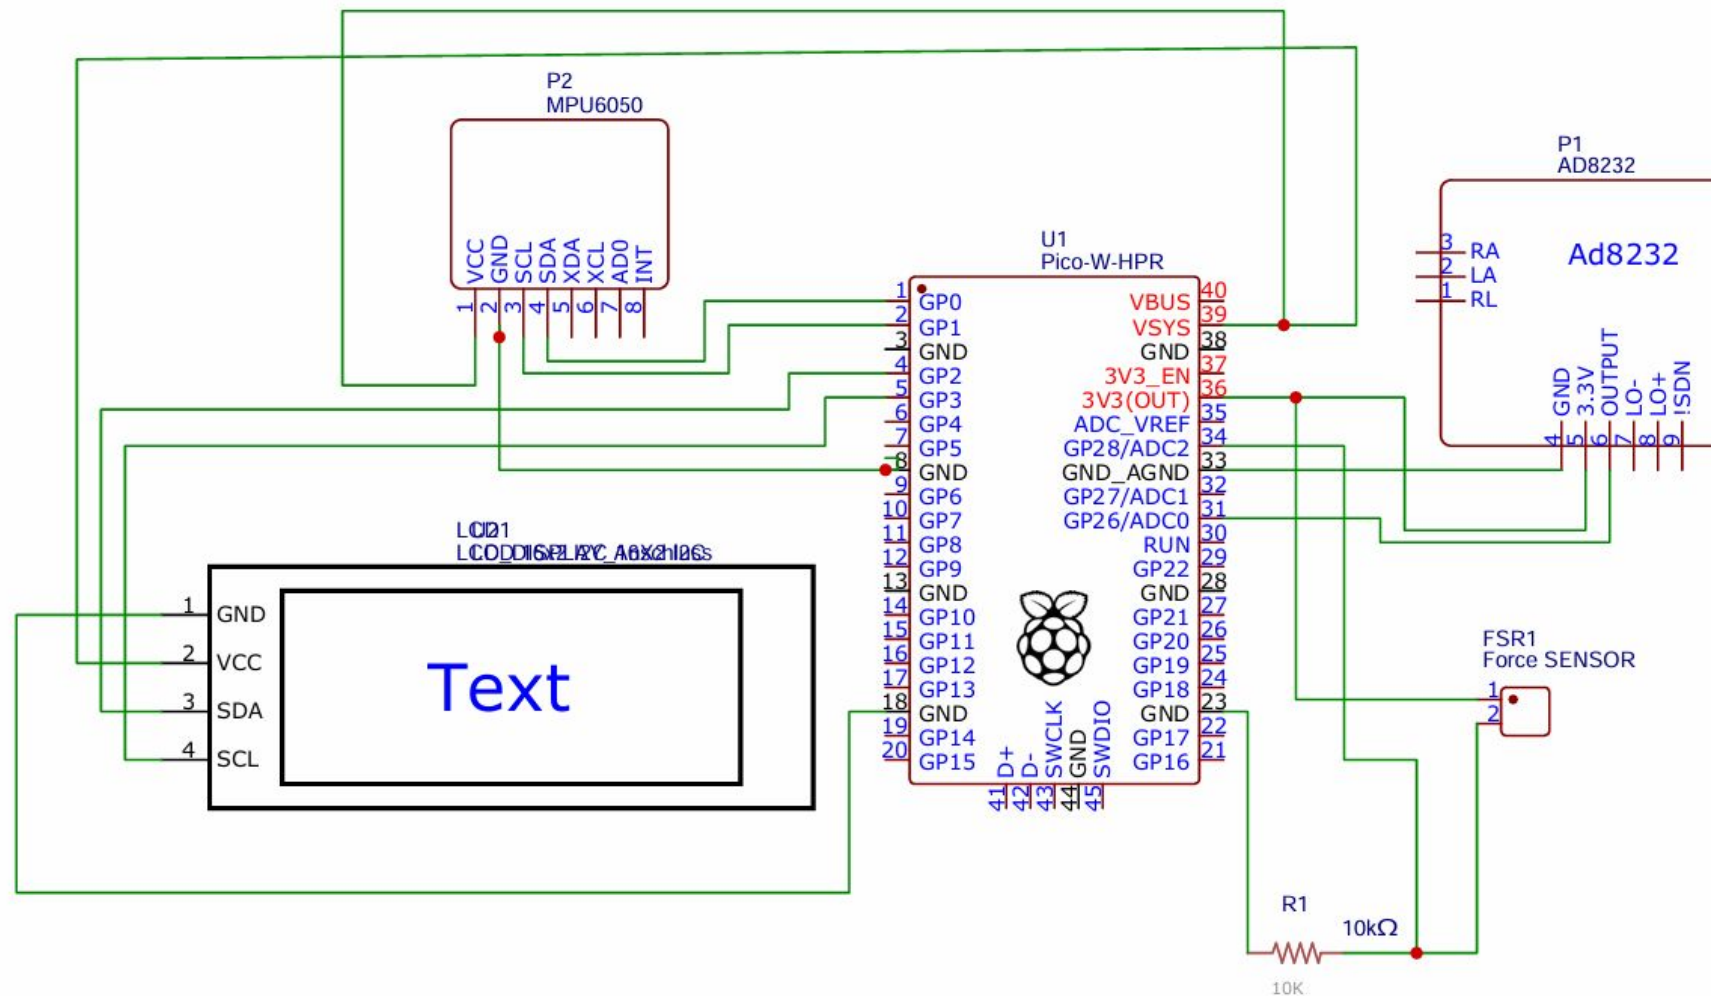 P2
MPU6050
VCC
GND
SCL
SDA
XDA
XCL
AD0
INT
1
2
3
4
5
6
7
8
P1
AD8232
Ad8232
3 RA
2 LA
1 RL
GND
3.3V
OUTPUT
LO-
LO+
!SDN
4
5
6
7
8
9
U1
Pico-W-HPR
1 GP0
2 GP1
3 GND
4 GP2
5 GP3
6 GP4
7 GP5
8 GND
9 GP6
10 GP7
11 GP8
12 GP9
13 GND
14 GP10
15 GP11
16 GP12
17 GP13
18 GND
19 GP14
20 GP15
VBUS 40
VSYS 39
GND 38
3V3_EN 37
3V3(OUT) 36
ADC_VREF 35
GP28/ADC2 34
GND_AGND 33
GP27/ADC1 32
GP26/ADC0 31
RUN 30
GP22 29
GND 28
GP21 27
GP20 26
GP19 25
GP18 24
GND 23
GP17 22
GP16 21
D+
D-
SWCLK
GND
SWDIO
41
42
43
44
45
1 GND
2 VCC
3 SDA
4 SCL
Text
FSR1
Force SENSOR
1
2
R1
10kΩ
10K